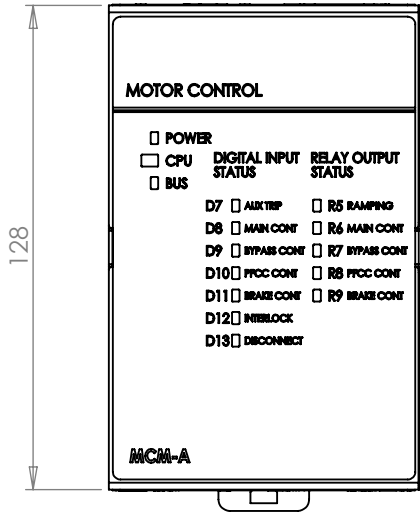 MOTOR CONTROL
POWER
CPU
BUS
DIGITAL INPUT STATUS
RELAY OUTPUT STATUS
D7 AUX TRIP
R5 RAMPING
D8 MAIN CONT
R6 MAIN CONT
D9 BYPASS CONT
R7 BYPASS CONT
D10 PFCC CONT
R8 PFCC CONT
D11 BRAKE CONT
R9 BRAKE CONT
D12 INTERLOCK
D13 DISCONNECT
MCM-A
128